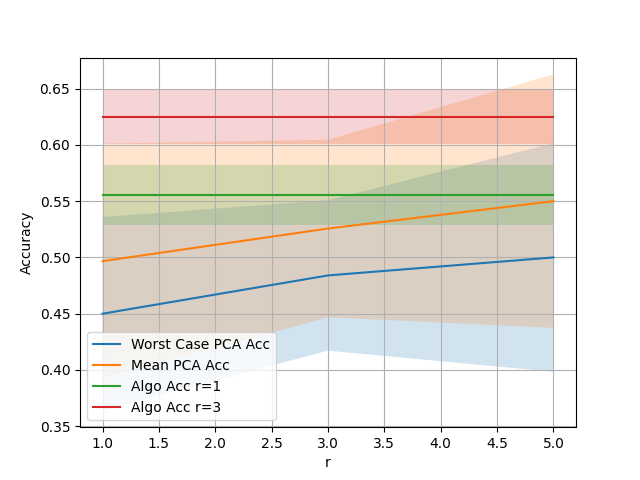 0.65
0.60
0.55
0.50
0.45
0.40
0.35
Accuracy
Worst Case PCA Acc
Mean PCA Acc
Algo Acc r=1
Algo Acc r=3
1.0 1.5 2.0 2.5 3.0 3.5 4.0 4.5 5.0
r